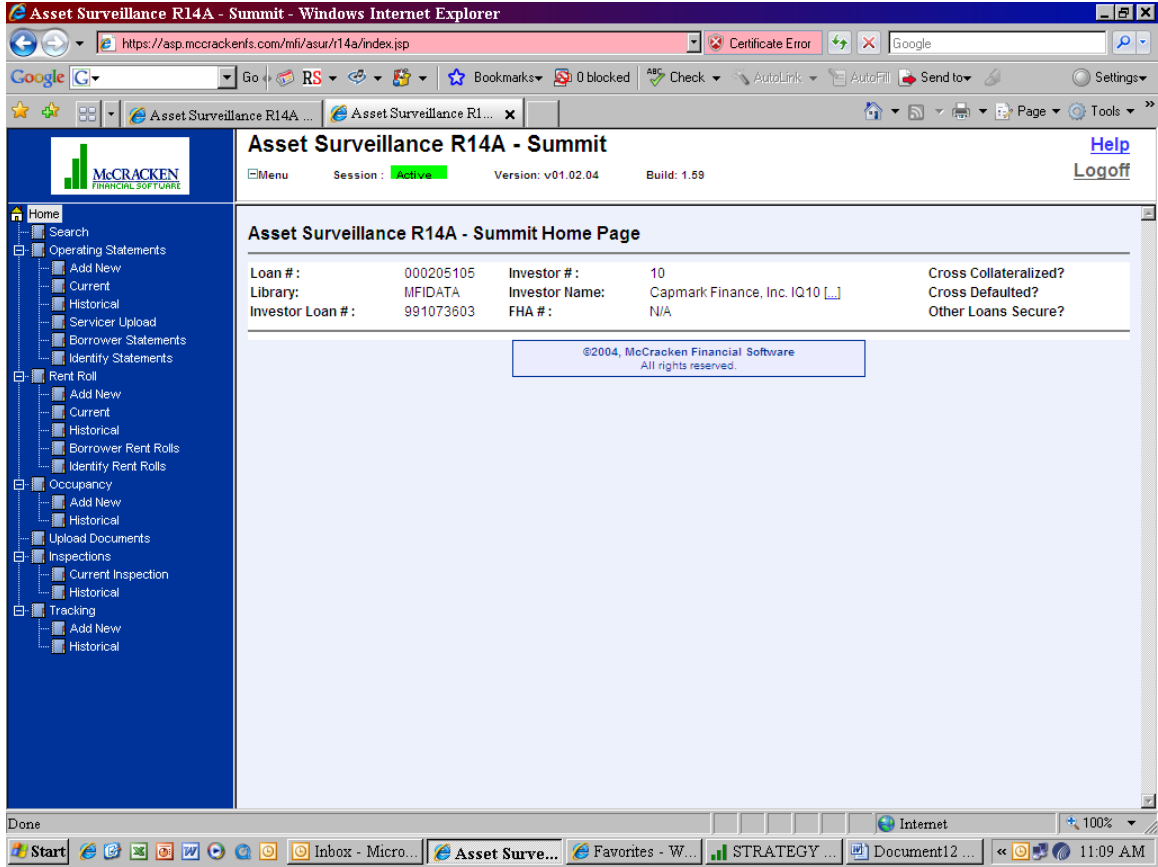 Asset Surveillance R14A - Summit - Windows Internet Explorer
https://asp.mccrackenfs.com/mfi/asur/r14a/index.jsp Certificate Error Google
Google G Go RS Bookmarks 0 blocked Check AutoLink AutoFill Send to Settings
Asset Surveillance R14A ... Asset Surveillance R1... Page Tools »
McCRACKEN
FINANCIAL SOFTWARE
Asset Surveillance R14A - Summit Help
Menu Session : Active Version: v01.02.04 Build: 1.59 Logoff
Home
Search
Operating Statements
Add New
Current
Historical
Servicer Upload
Borrower Statements
Identify Statements
Rent Roll
Add New
Current
Historical
Borrower Rent Rolls
Identify Rent Rolls
Occupancy
Add New
Historical
Upload Documents
Inspections
Current Inspection
Historical
Tracking
Add New
Historical
Asset Surveillance R14A - Summit Home Page
Loan # : 000205105 Investor # : 10 Cross Collateralized?
Library: MFIDATA Investor Name: Capmark Finance, Inc. IQ10 [...] Cross Defaulted?
Investor Loan # : 991073603 FHA # : N/A Other Loans Secure?
©2004, McCracken Financial Software
All rights reserved.
Done Internet 100%
Start Inbox - Micro... Asset Surve... Favorites - W... STRATEGY ... Document12 ... « 11:09 AM